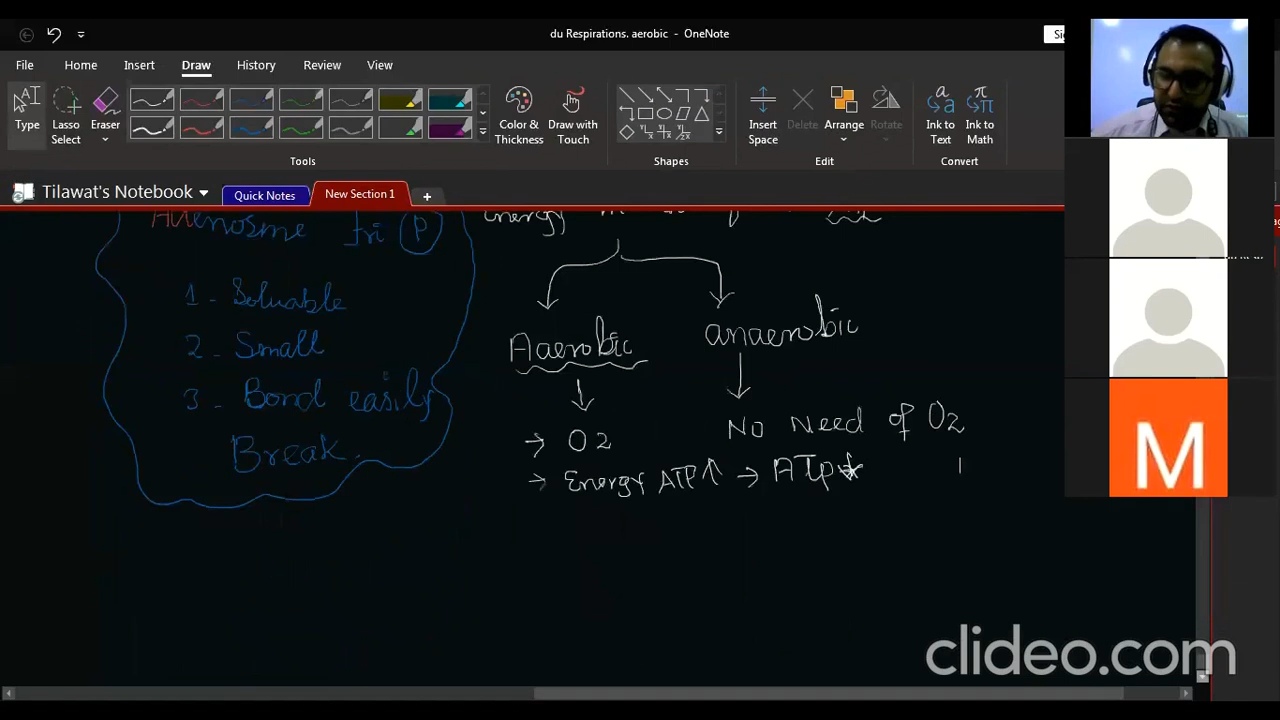 du Respirations. aerobic - OneNote
File Home Insert Draw History Review View
Type
Lasso Select
Eraser
Color & Thickness
Draw with Touch
Insert Space
Delete
Arrange
Rotate
Ink to Text
Ink to Math
Tools Shapes Edit Convert
Tilawat's Notebook Quick Notes New Section 1
tri P
Energy
1 - Soluable
2 - Small
3 - Bond easily
Break.
Aaerobic anaerobic
→ O2
No Need of O2
→ Energy ATP↑ → ATP
M
clideo.com